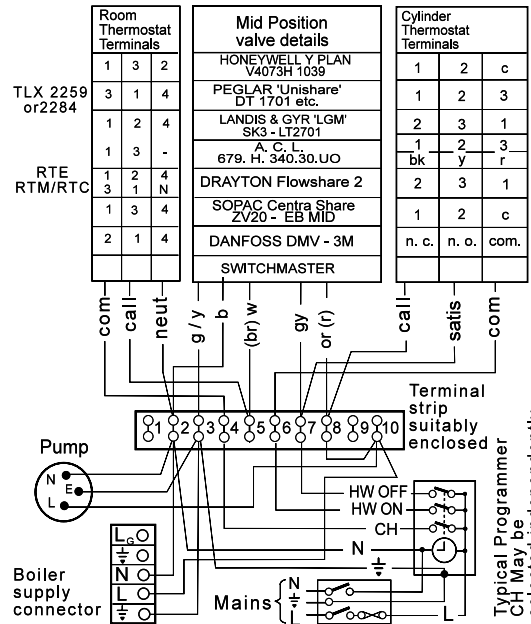 Room
Thermostat
Terminals
Mid Position
valve details
Cylinder
Thermostat
Terminals
1 3 2
HONEYWELL Y PLAN
V4073H 1039
1 2 c
TLX 2259
or2284
3 1 4
PEGLAR 'Unishare'
DT 1701 etc.
1 2 3
1 2 4
LANDIS & GYR 'LGM'
SK3 - LT2701
2 3 1
1 3 -
A. C. L.
679. H. 340.30.UO
1 2 3
bk y r
RTE
RTM/RTC
1 2 4
3 1 N
DRAYTON Flowshare 2
2 3 1
1 3 4
SOPAC Centra Share
ZV20 - EB MID
1 2 c
2 1 4
DANFOSS DMV - 3M
n. c. n. o. com.
SWITCHMASTER
com
call
neut
g / y
b
(br) w
gy
or (r)
call
satis
com
1 2 3 4 5 6 7 8 9 10
Terminal
strip
suitably
enclosed
Pump
N
E
L
HW OFF
HW ON
CH
N
Typical Programmer
CH May be
selected independently
Boiler
supply
connector
LG
N
L
Mains
N
L
L